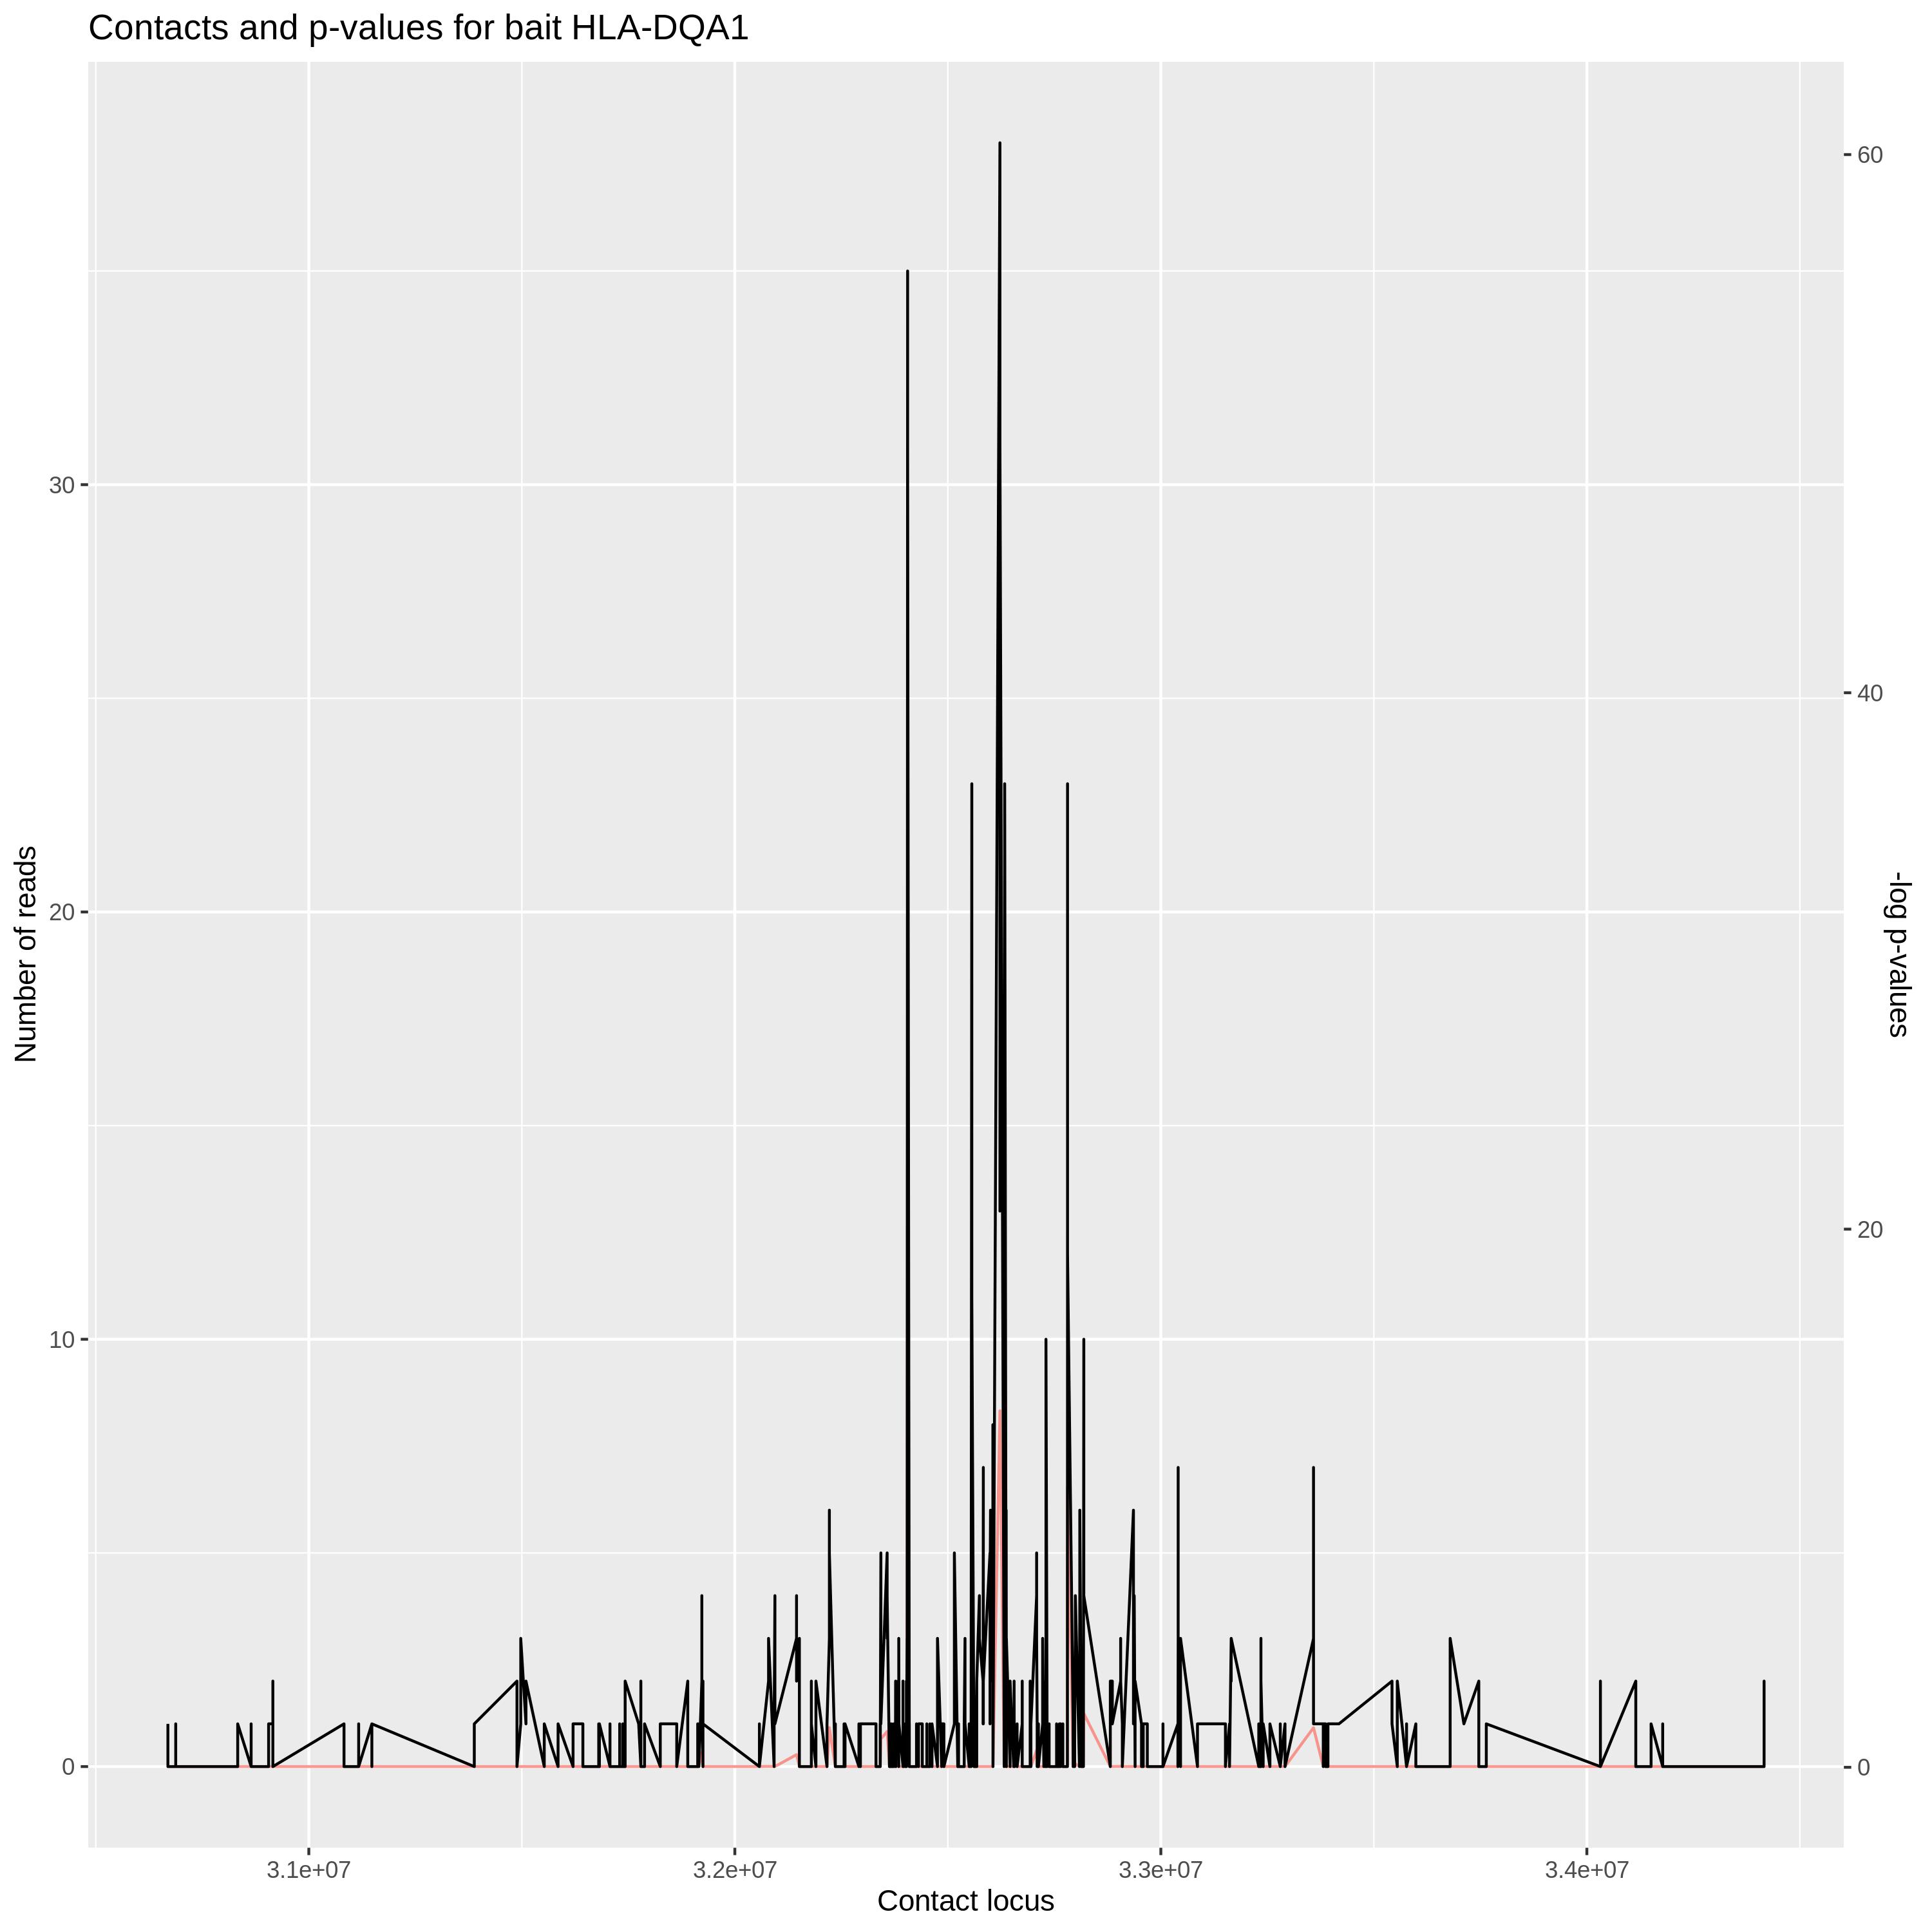 Contacts and p-values for bait HLA-DQA1
Number of reads
30
20
10
0
60
40
20
0
-log p-values
3.1e+07
3.2e+07
3.3e+07
3.4e+07
Contact locus